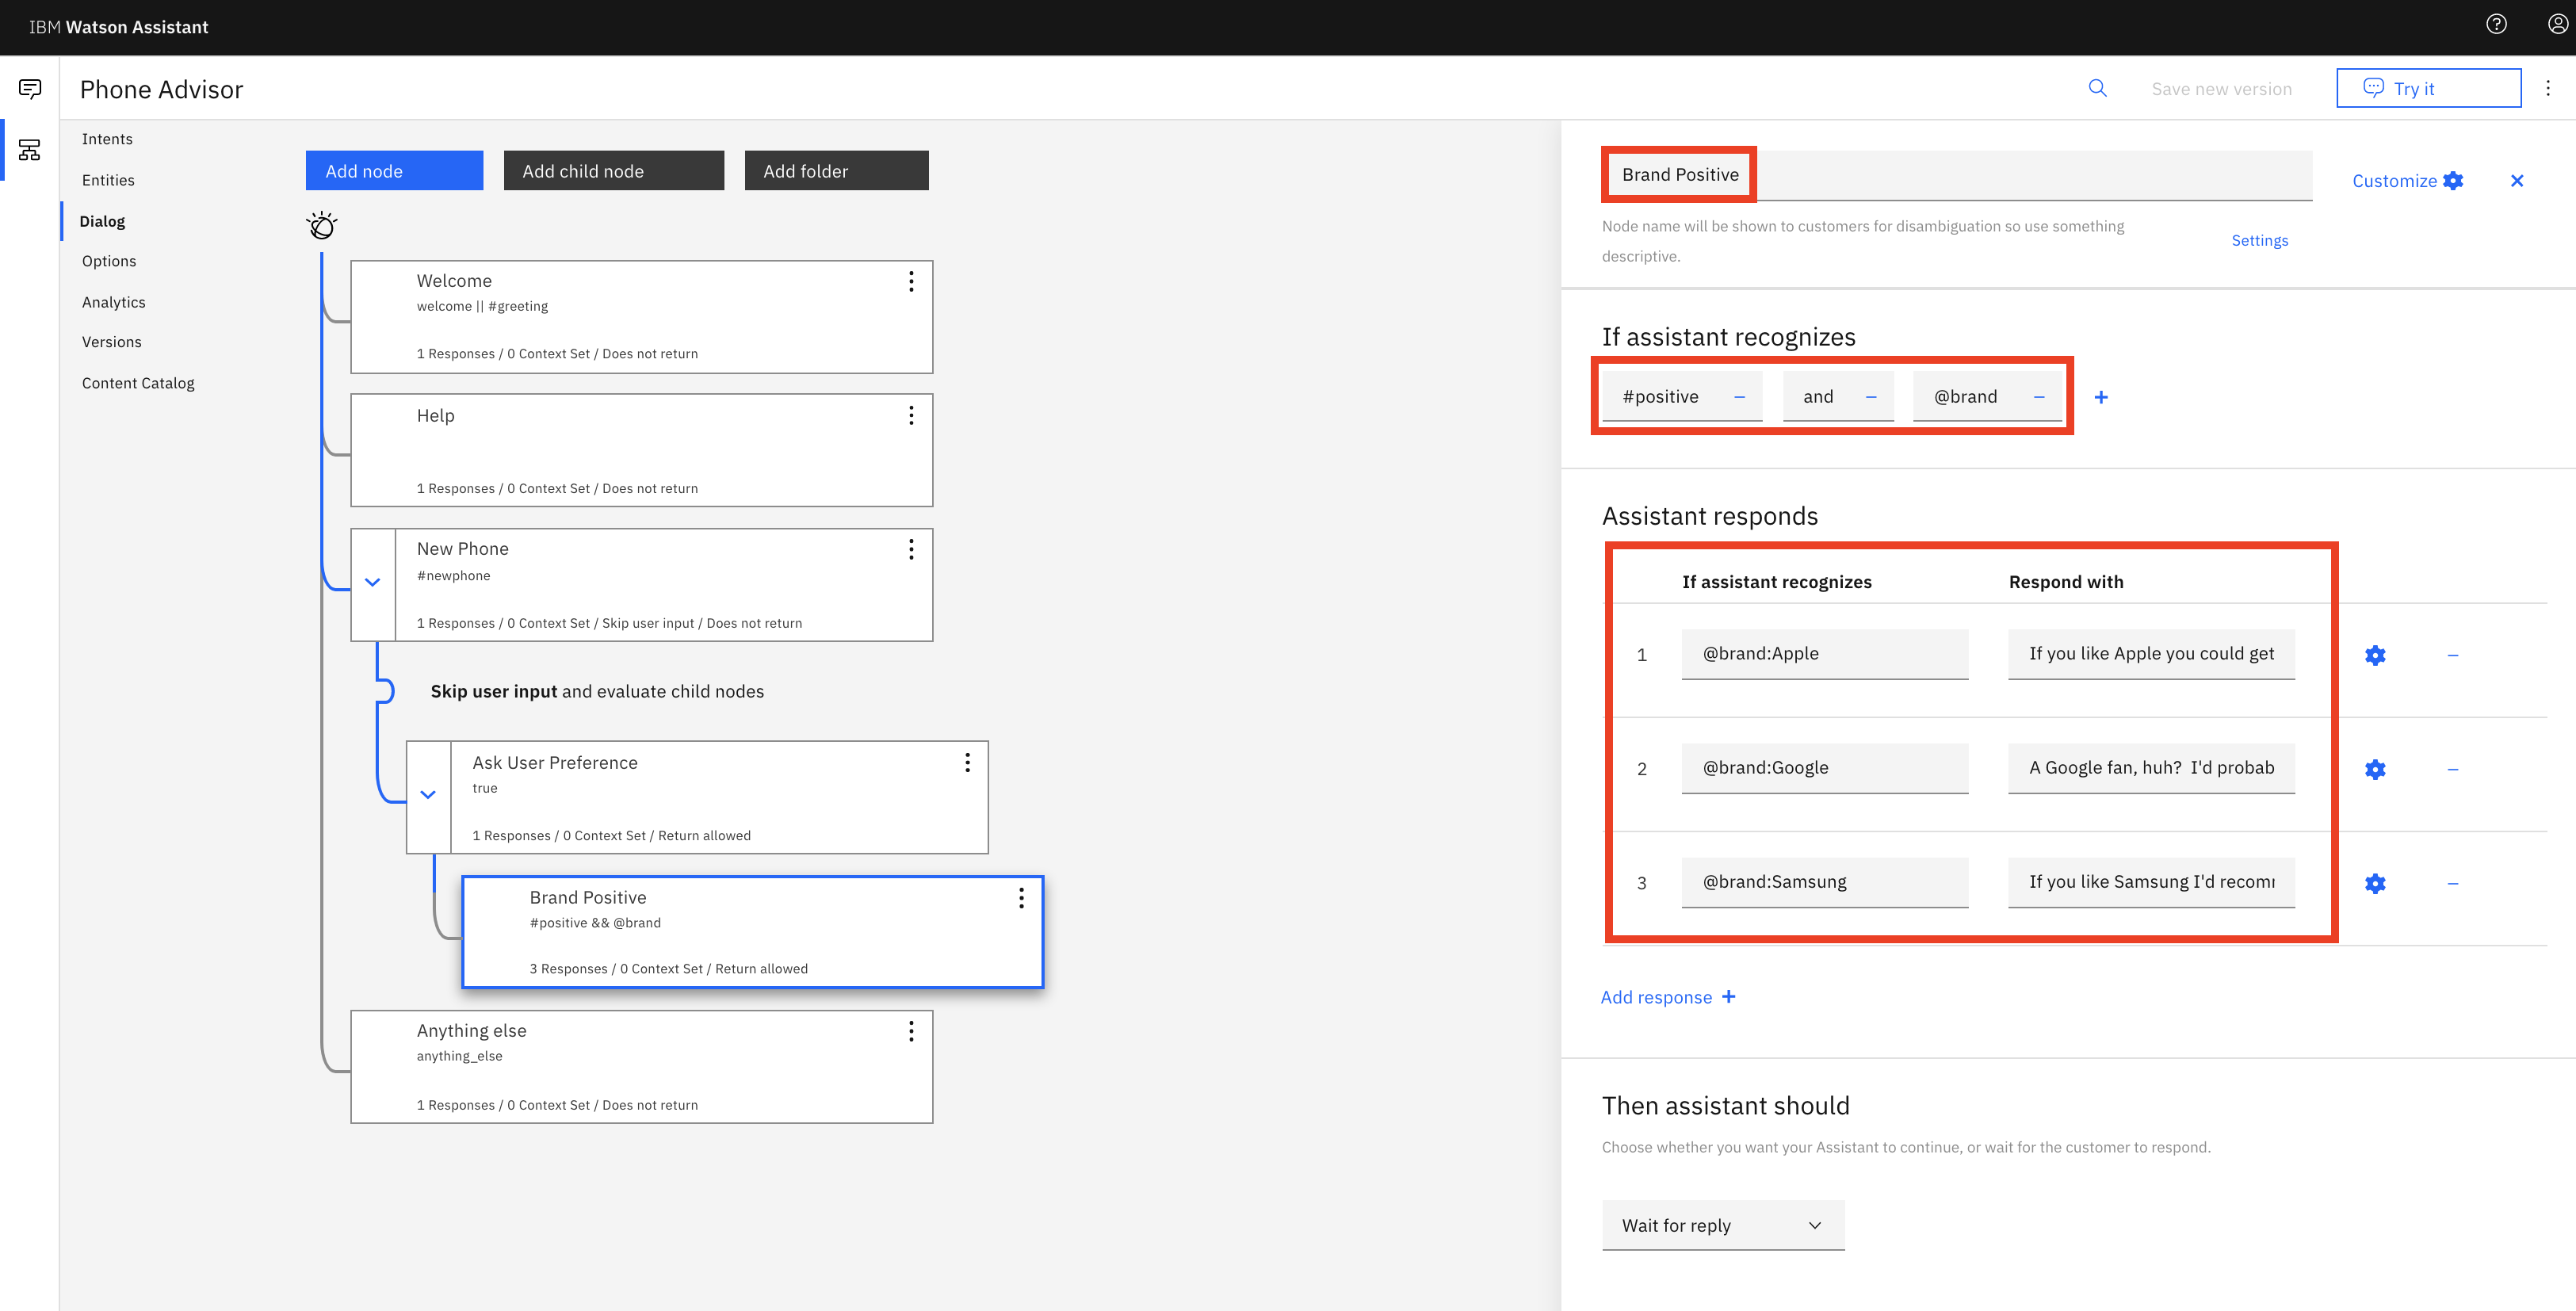 IBM Watson Assistant
Phone Advisor
Save new version
Try it
Intents
Entities
Dialog
Options
Analytics
Versions
Content Catalog
Add node
Add child node
Add folder
Welcome
welcome || #greeting
1 Responses / 0 Context Set / Does not return
Help
1 Responses / 0 Context Set / Does not return
New Phone
#newphone
1 Responses / 0 Context Set / Skip user input / Does not return
Skip user input and evaluate child nodes
Ask User Preference
true
1 Responses / 0 Context Set / Return allowed
Brand Positive
#positive && @brand
3 Responses / 0 Context Set / Return allowed
Anything else
anything_else
1 Responses / 0 Context Set / Does not return
Brand Positive
Customize
Node name will be shown to customers for disambiguation so use something
descriptive.
Settings
If assistant recognizes
#positive and @brand
Assistant responds
If assistant recognizes Respond with
1 @brand:Apple If you like Apple you could get
2 @brand:Google A Google fan, huh? I'd probab
3 @brand:Samsung If you like Samsung I'd recom
Add response
Then assistant should
Choose whether you want your Assistant to continue, or wait for the customer to respond.
Wait for reply